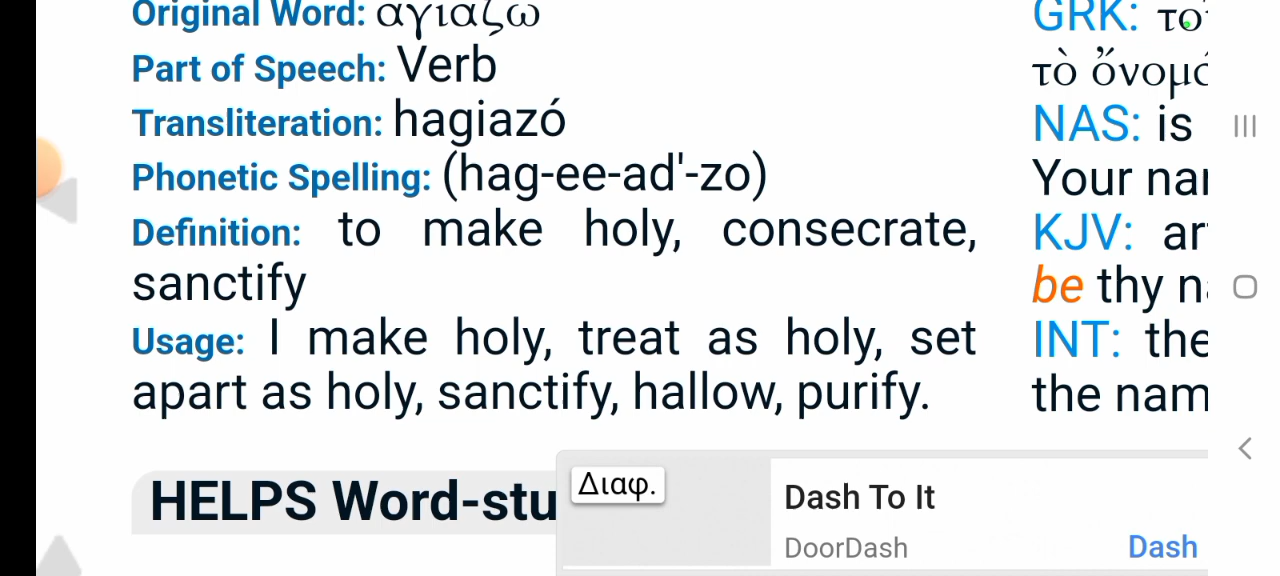 Original Word: ἁγιάζω
Part of Speech: Verb
Transliteration: hagiazó
Phonetic Spelling: (hag-ee-ad'-zo)
Definition: to make holy, consecrate,
sanctify
Usage: I make holy, treat as holy, set
apart as holy, sanctify, hallow, purify.
HELPS Word-stu
GRK:
τὸ
NAS: is
Your
KJV:
be thy
INT: the
the
Διαφ.
Dash To It
DoorDash
Dash